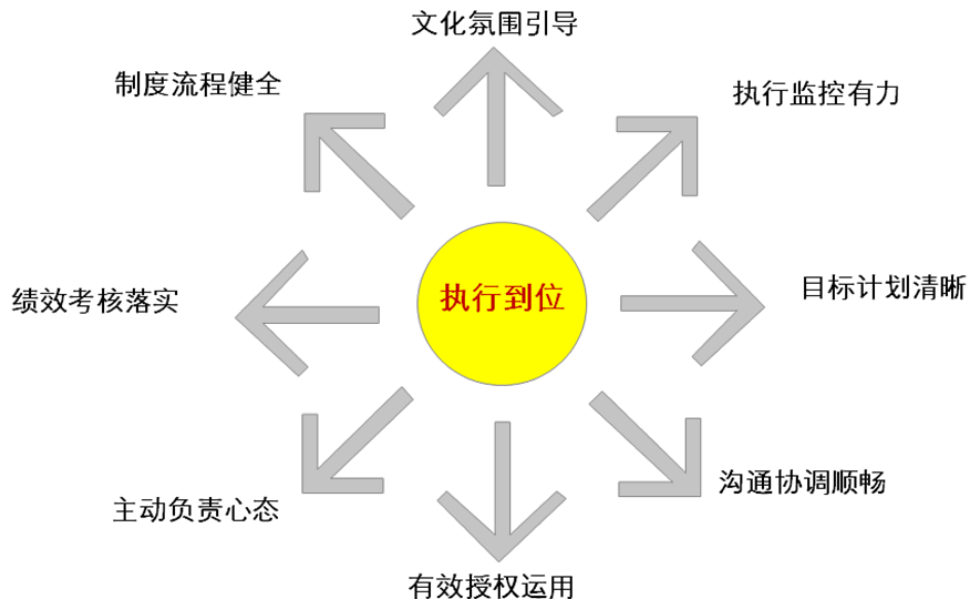 文化氛围引导
制度流程健全
执行监控有力
绩效考核落实
执行到位
目标计划清晰
主动负责心态
沟通协调顺畅
有效授权运用